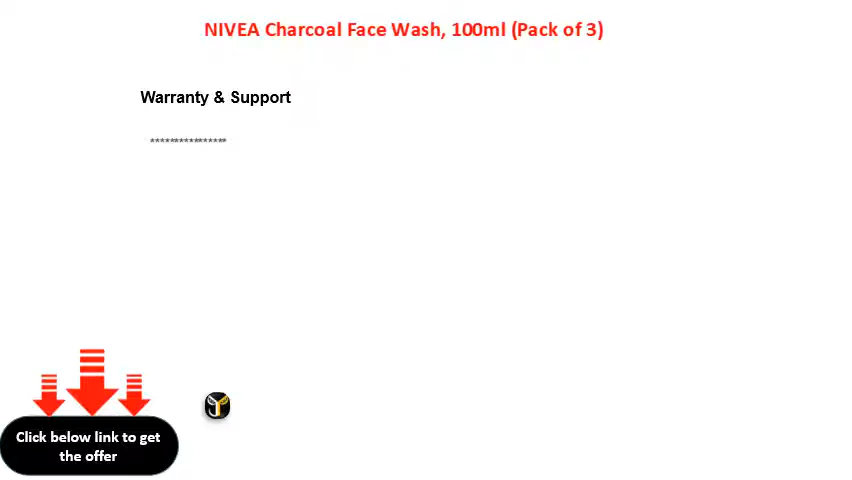 NIVEA Charcoal Face Wash, 100ml (Pack of 3)
Warranty & Support
****************
Click below link to get
the offer